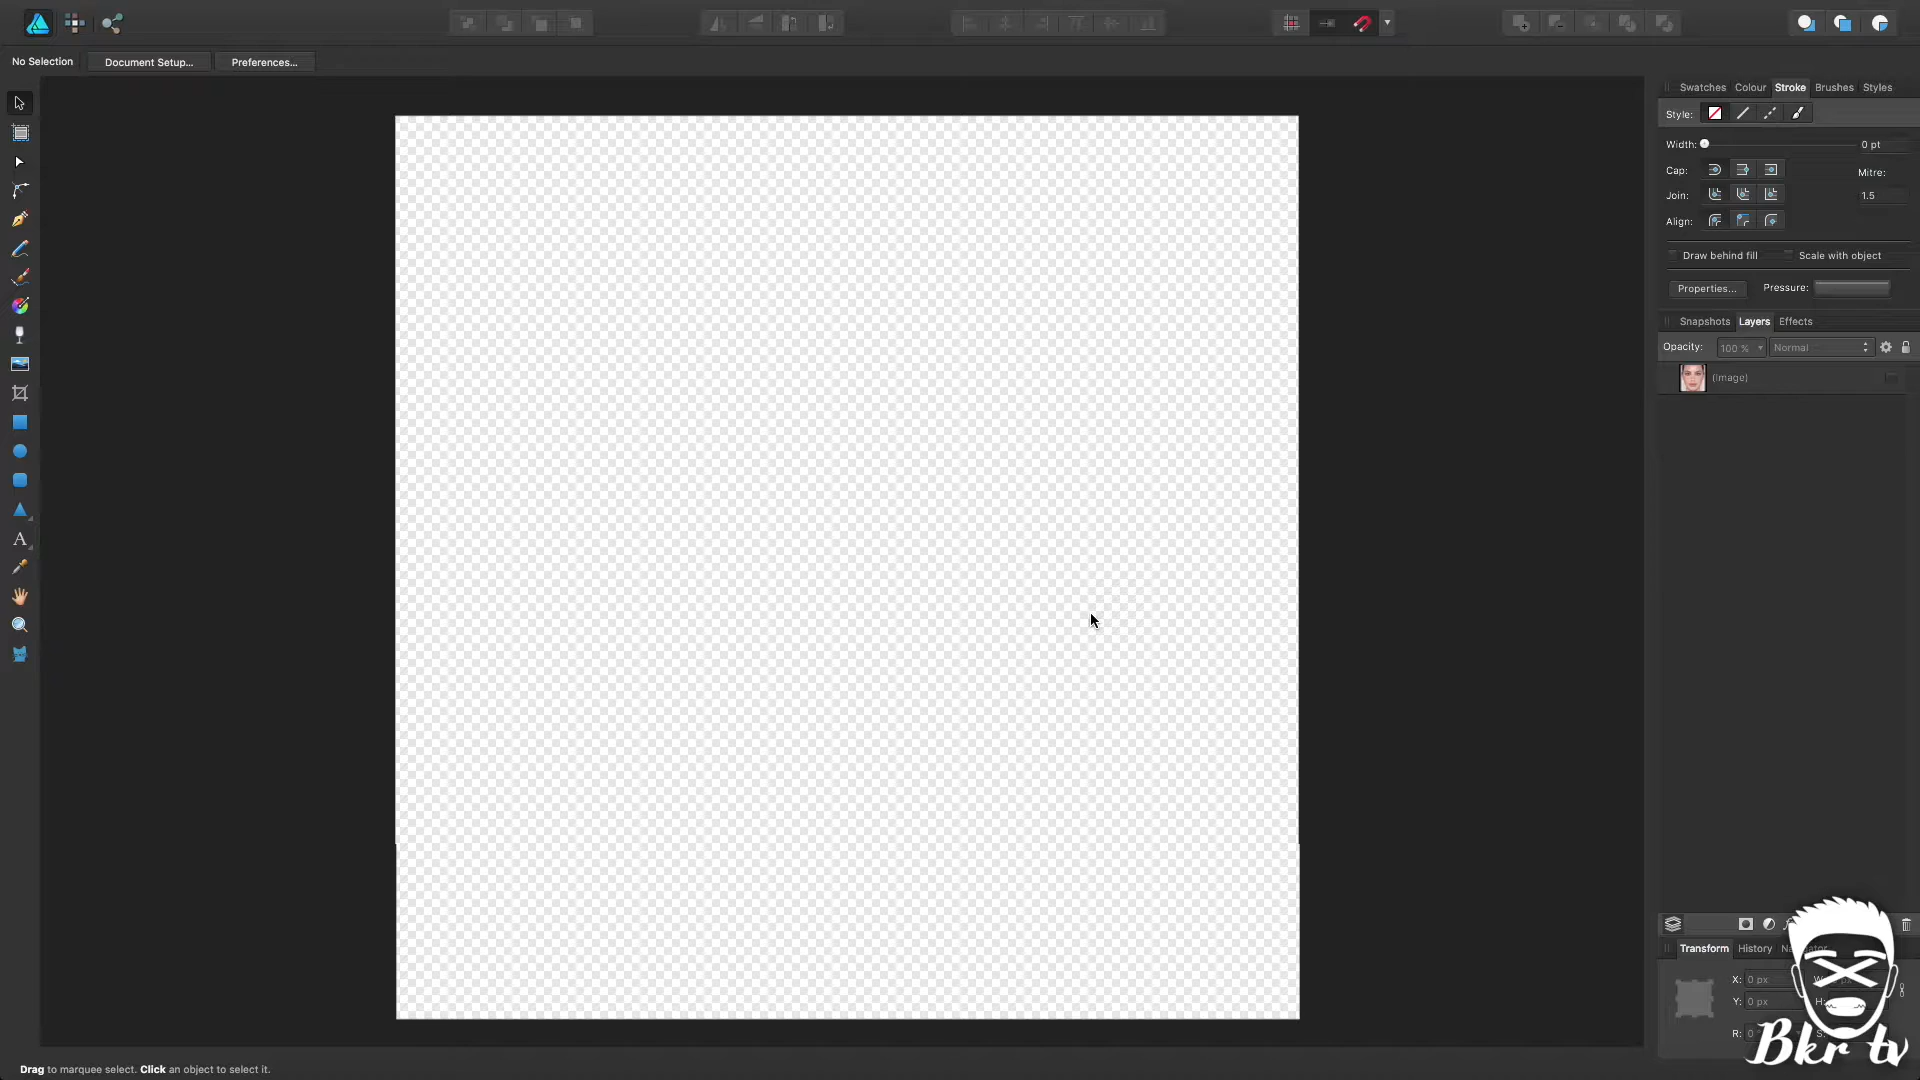 No Selection
Document Setup...
Preferences...
Swatches Colour Stroke Brushes Styles
Style:
Width: 0 pt
Cap:
Mitre:
Join: 1.5
Align:
Draw behind fill Scale with object
Properties... Pressure:
Snapshots Layers Effects
Opacity: 100 % Normal
(Image)
A
Transform History
X: 0 px
Y: 0 px H:
R: 0 S:
Bkr tv
Drag to marquee select. Click an object to select it.